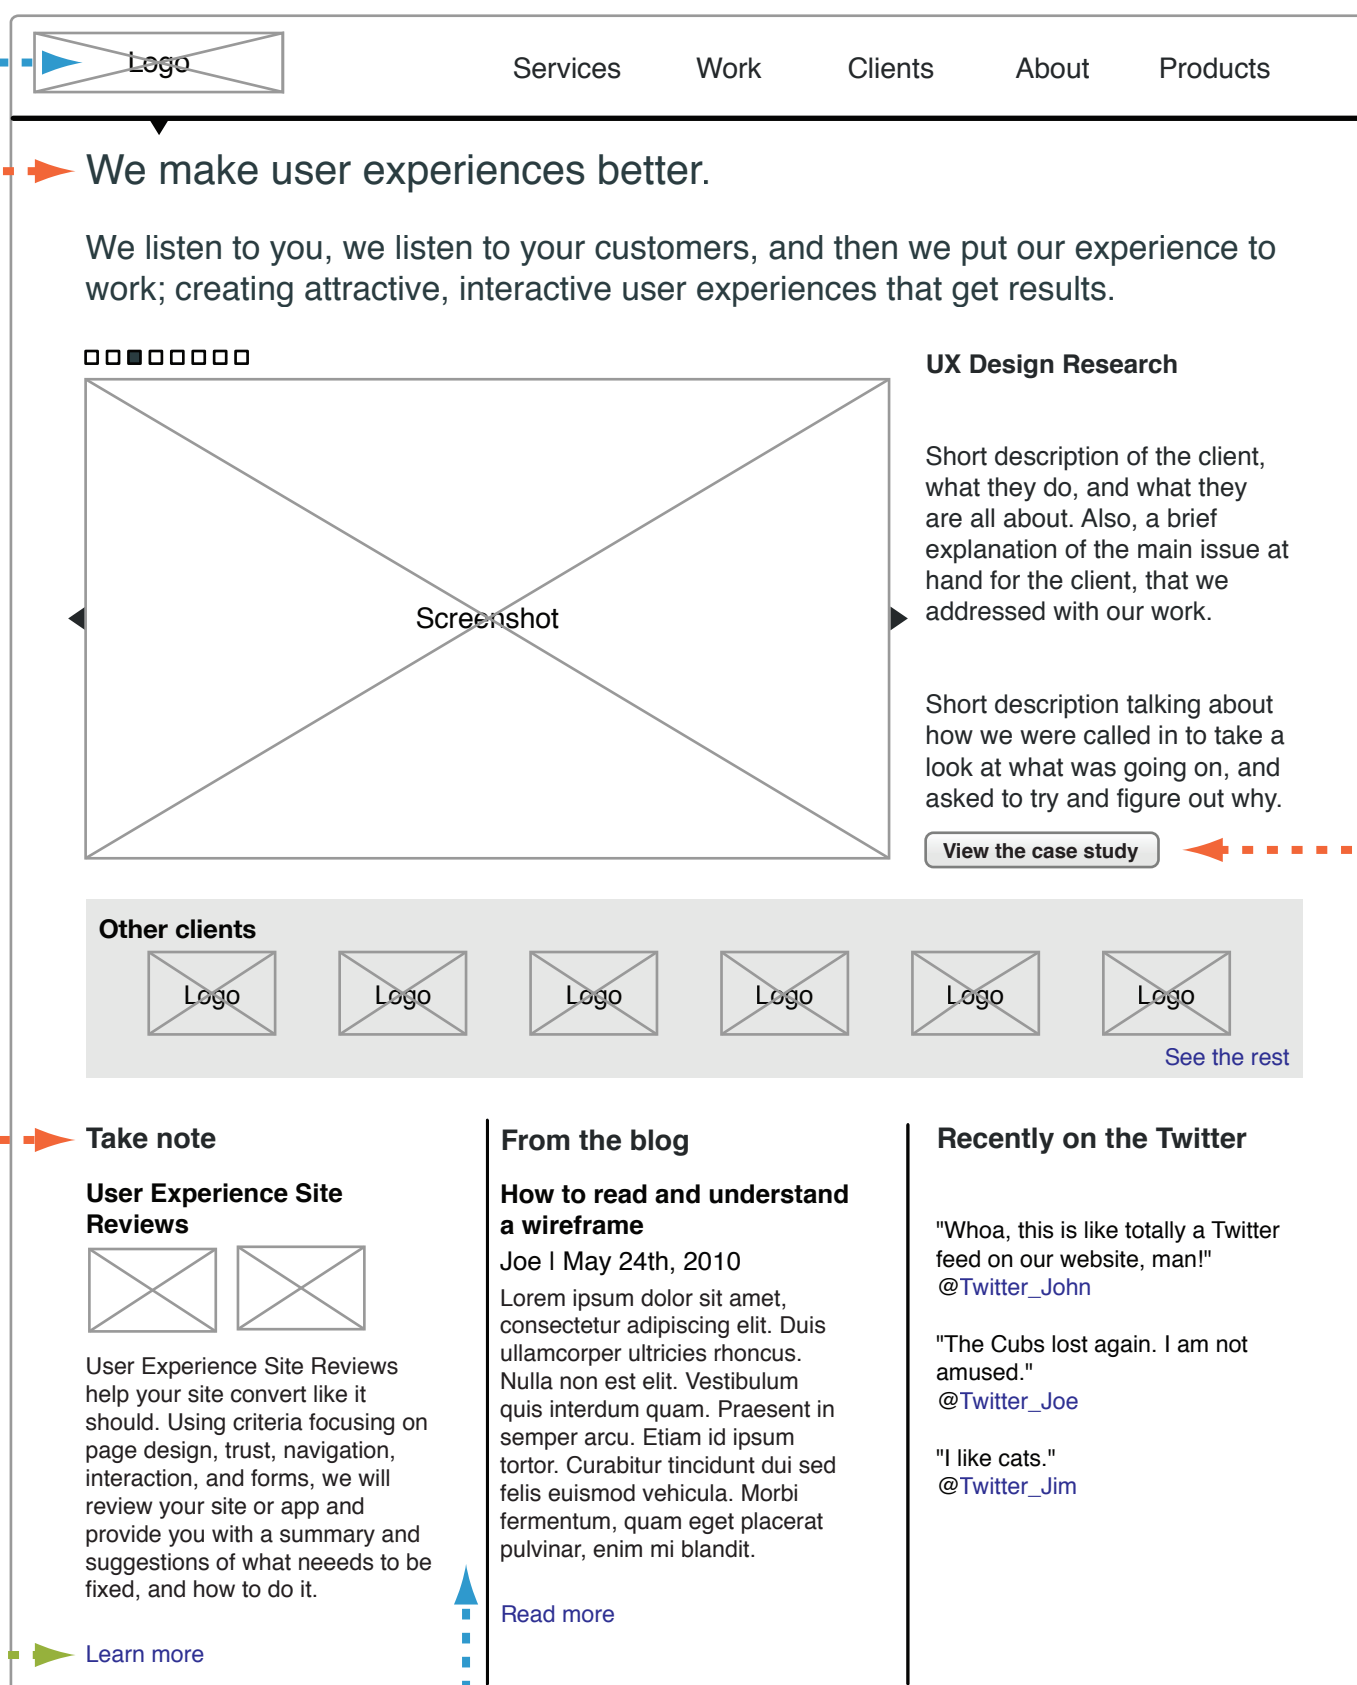 Logo
Services Work Clients About Products
We make user experiences better.
We listen to you, we listen to your customers, and then we put our experience to
work; creating attractive, interactive user experiences that get results.
UX Design Research
Short description of the client,
what they do, and what they
are all about. Also, a brief
explanation of the main issue at
hand for the client, that we
addressed with our work.
Screenshot
Short description talking about
how we were called in to take a
look at what was going on, and
asked to try and figure out why.
View the case study
Other clients
Logo Logo Logo Logo Logo Logo
See the rest
Take note
User Experience Site
Reviews
User Experience Site Reviews
help your site convert like it
should. Using criteria focusing on
page design, trust, navigation,
interaction, and forms, we will
review your site or app and
provide you with a summary and
suggestions of what neeeds to be
fixed, and how to do it.
Learn more
From the blog
How to read and understand
a wireframe
Joe | May 24th, 2010
Lorem ipsum dolor sit amet,
consectetur adipiscing elit. Duis
ullamcorper ultricies rhoncus.
Nulla non est elit. Vestibulum
quis interdum quam. Praesent in
semper arcu. Etiam id ipsum
tortor. Curabitur tincidunt dui sed
felis euismod vehicula. Morbi
fermentum, quam eget placerat
pulvinar, enim mi blandit.
Read more
Recently on the Twitter
"Whoa, this is like totally a Twitter
feed on our website, man!"
@Twitter_John
"The Cubs lost again. I am not
amused."
@Twitter_Joe
"I like cats."
@Twitter_Jim